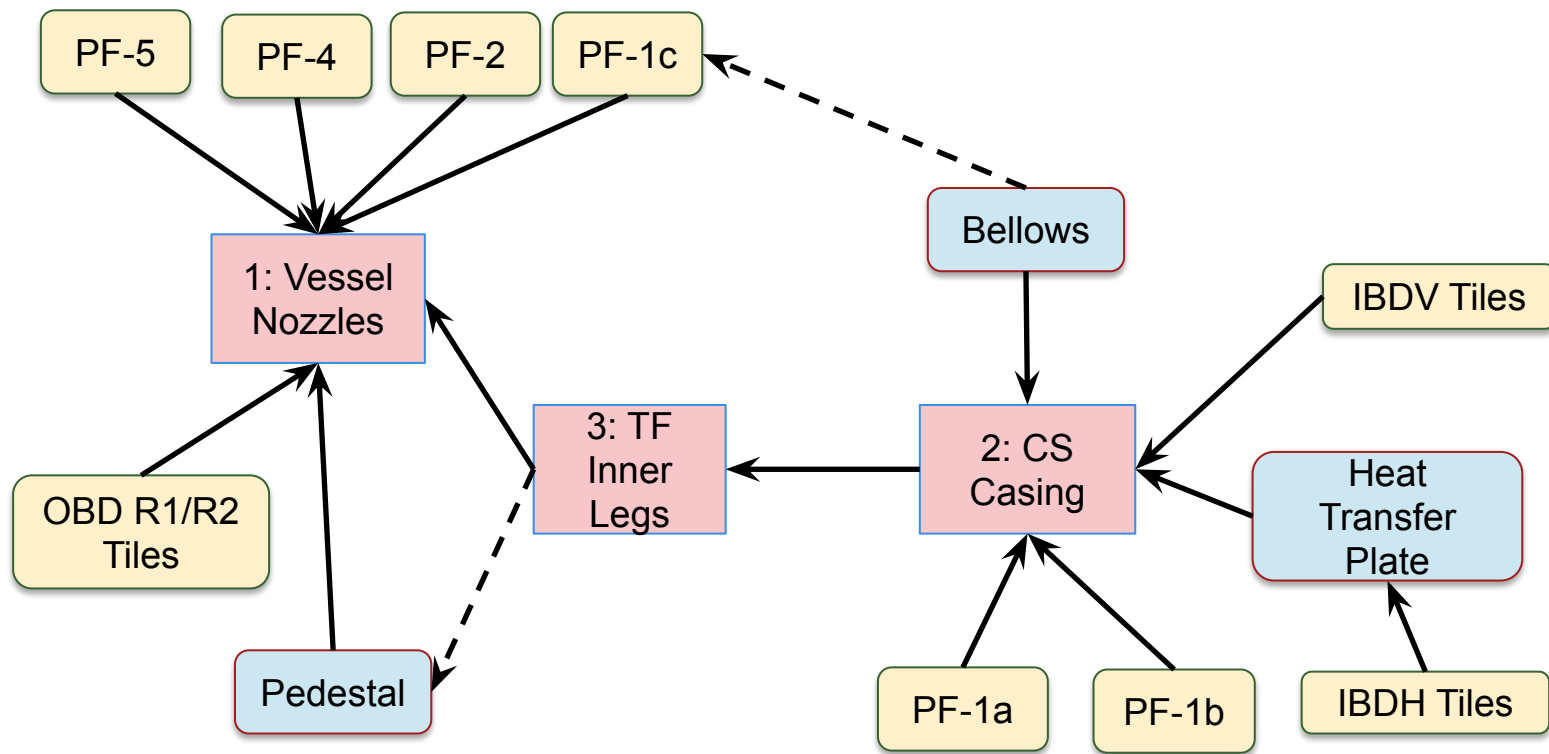 PF-5
PF-4
PF-2
PF-1c
Bellows
1: Vessel
Nozzles
IBDV Tiles
3: TF
Inner
Legs
2: CS
Casing
Heat
Transfer
Plate
OBD R1/R2
Tiles
Pedestal
PF-1a
PF-1b
IBDH Tiles